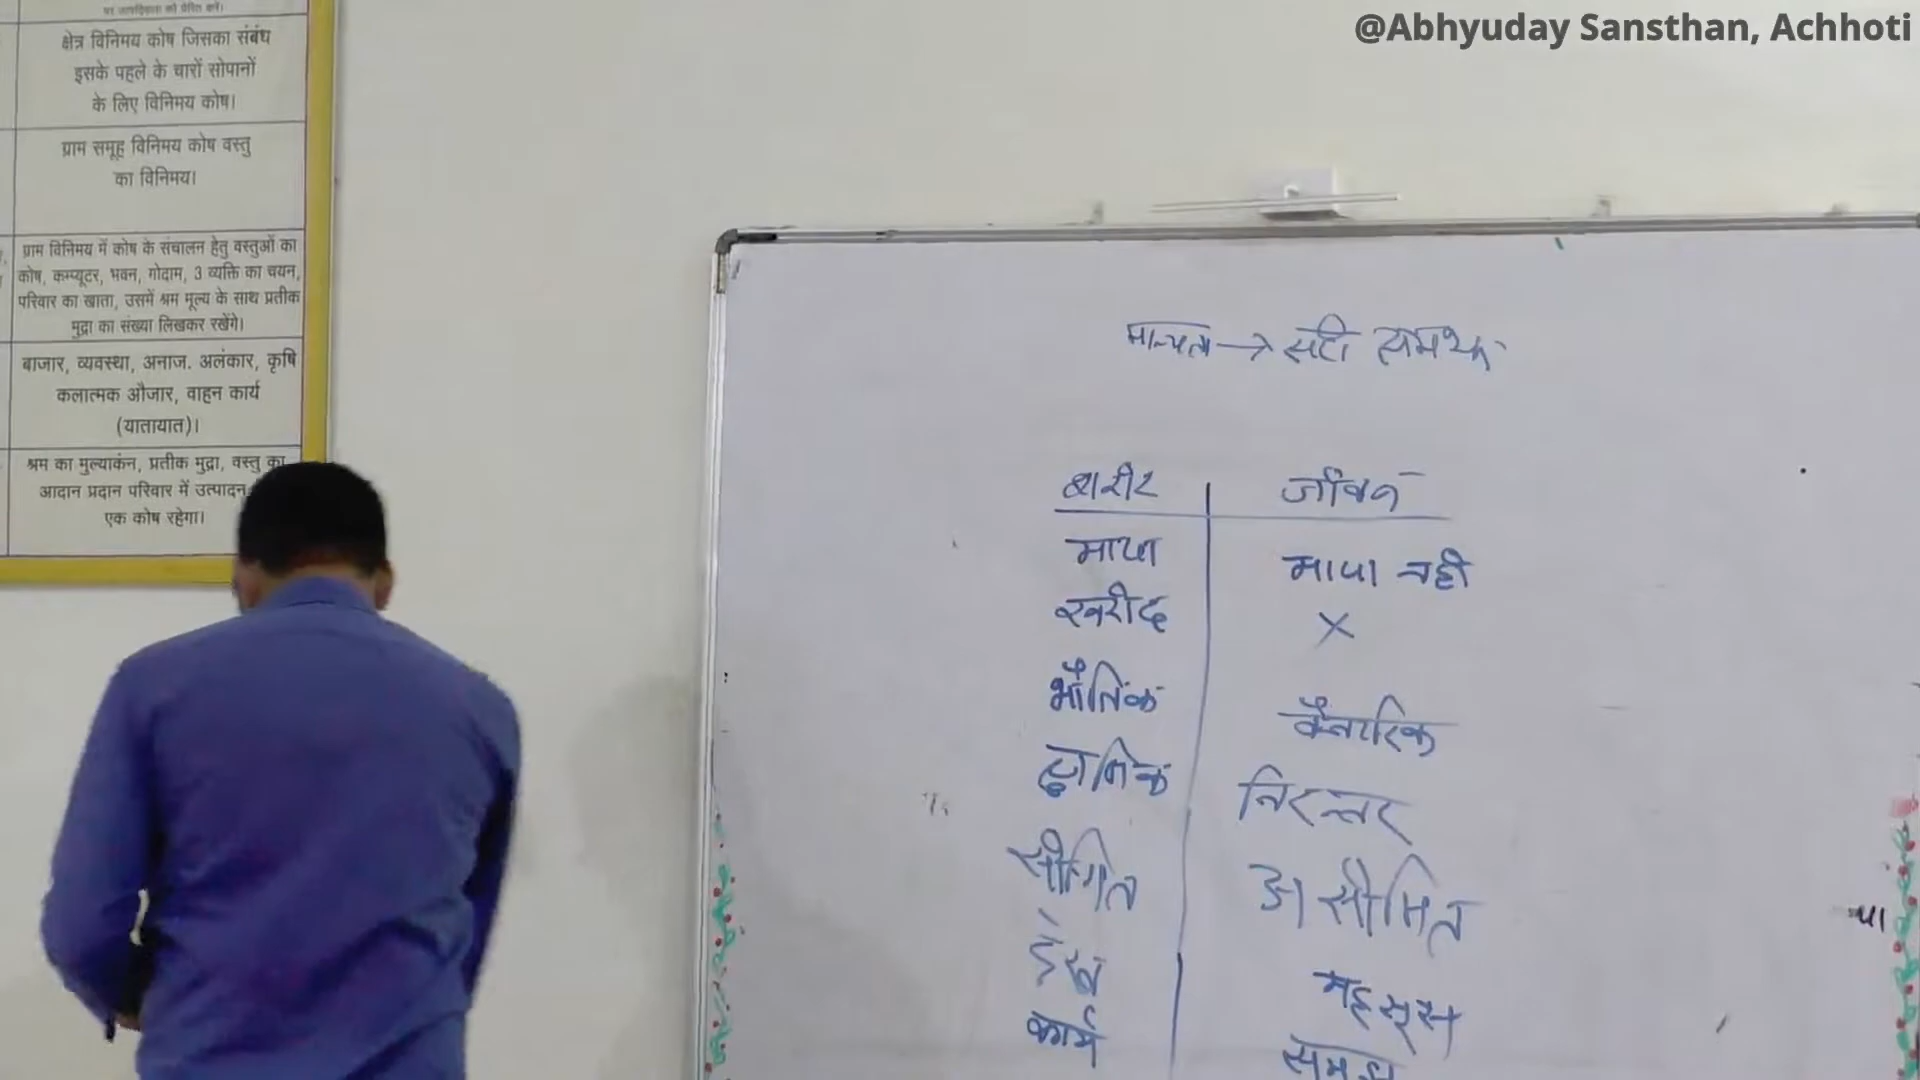 @Abhyuday Sansthan, Achhoti
क्षेत्र विनिमय कोष जिसका संबंध
इसके पहले के चारों सोपानों
के लिए विनिमय कोष।
ग्राम समूह विनिमय कोष वस्तु
का विनिमय।
ग्राम विनिमय में कोष के संचालन हेतु वस्तुओं का
कोष, कम्प्यूटर, भवन, गोदाम, 3 व्यक्ति का चयन,
परिवार का खाता, उसमें श्रम मूल्य के साथ प्रतीक
मुद्रा का संख्या लिखकर रखेंगे।
बाजार, व्यवस्था, अनाज. अलंकार, कृषि
कलात्मक औजार, वाहन कार्य
(यातायात)।
श्रम का मुल्याकंन, प्रतीक मुद्रा, वस्तु का
आदान प्रदान परिवार में उत्पादन
एक कोष रहेगा।
मान्यता → सही समझ
शरीर जीवन
मापा मापा नही
खरीद X
भौतिक
क्षणिक निरन्तर
सीमित असीमित
देख महसूस
कार्य समझ